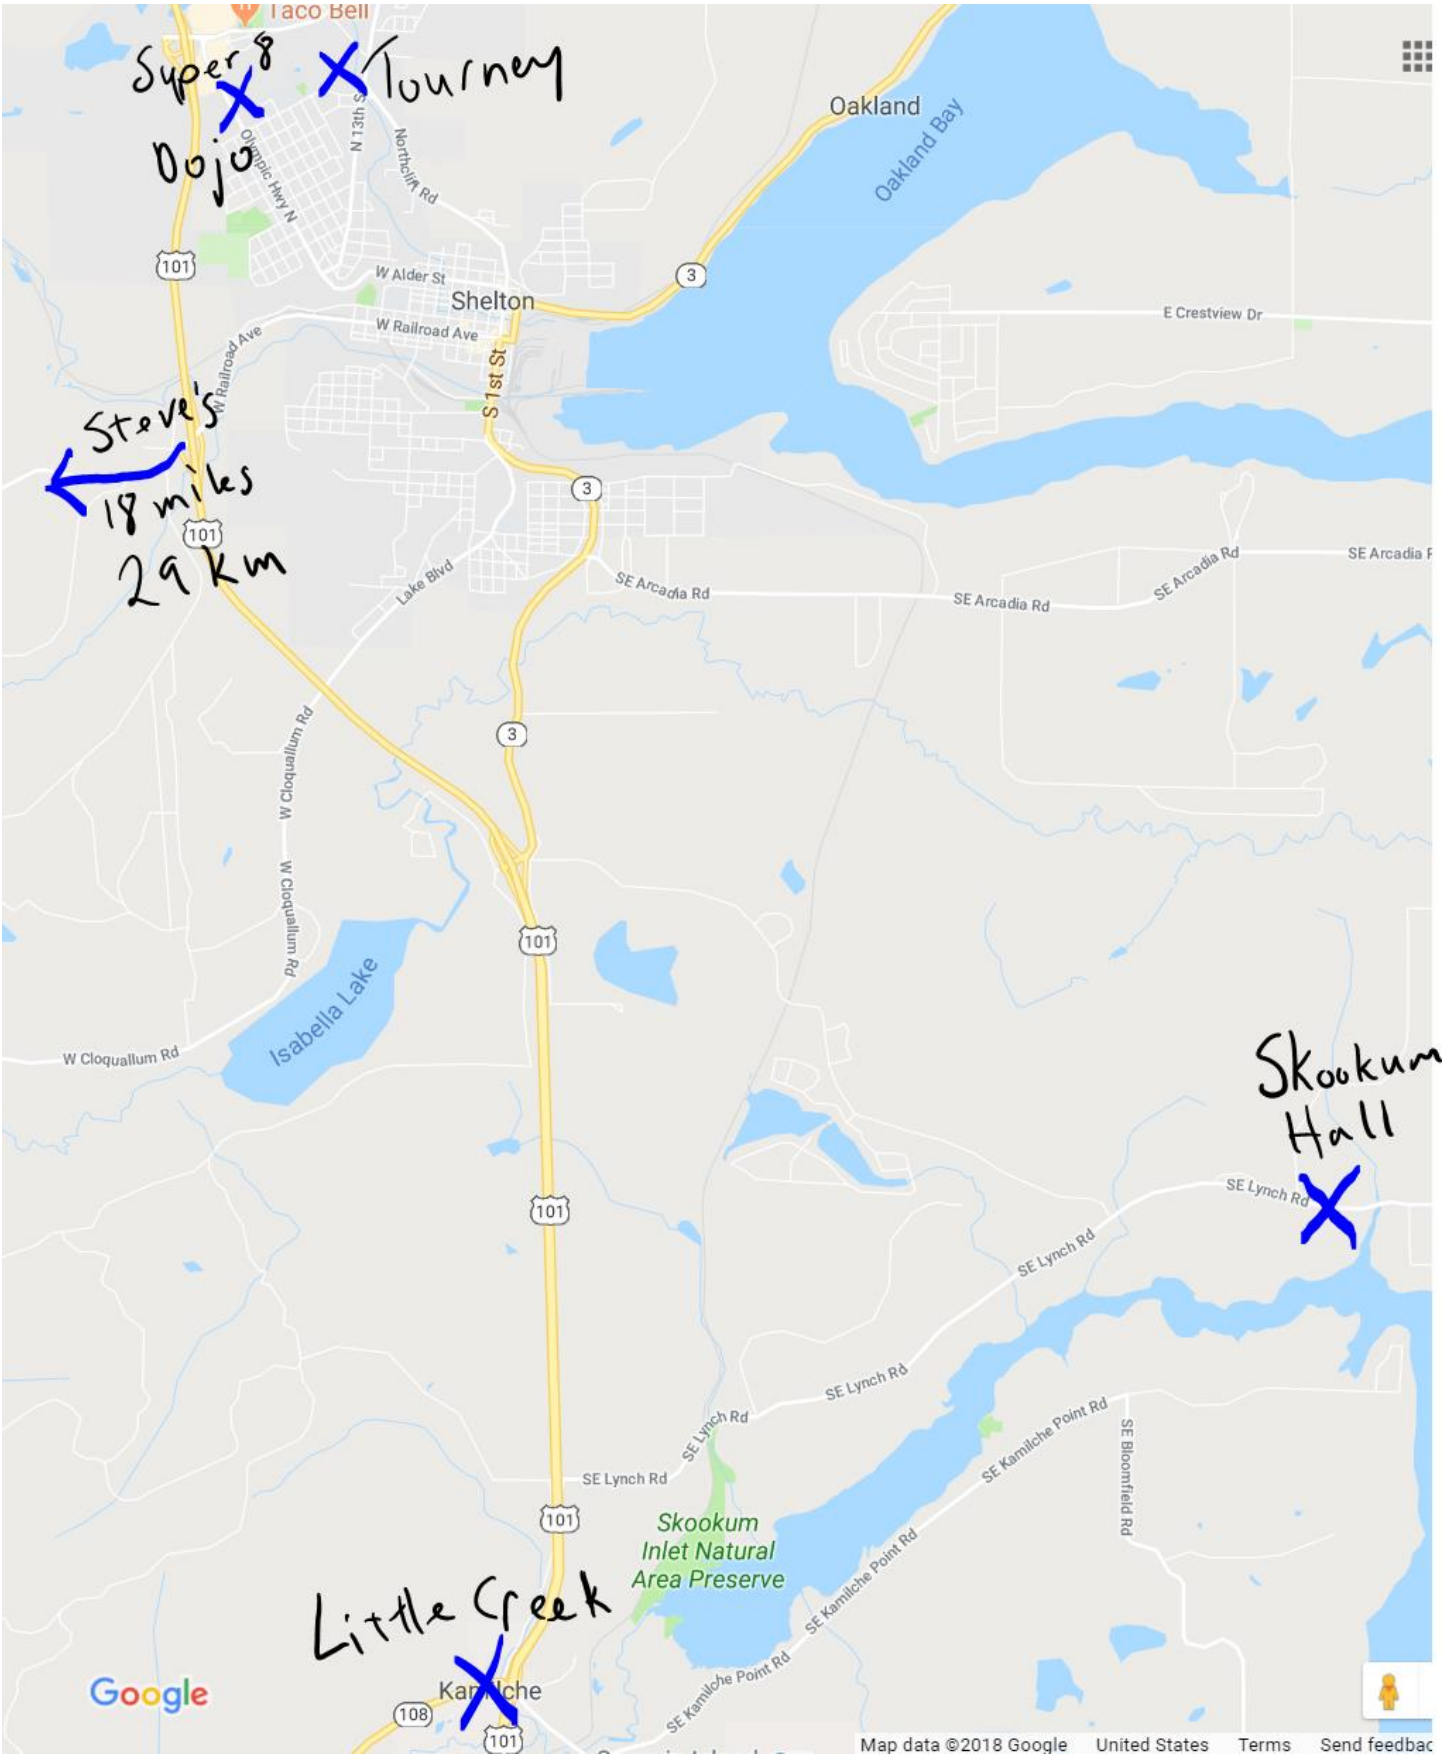 Taco Bell
Super 8
Tourney
Dojo
Olympic Hwy N
N 13th S
Northclift Rd
Oakland
Oakland Bay
101
W Alder St
Shelton
3
W Railroad Ave
W Railroad Ave
E Crestview Dr
S 1st St
Steve's
18 miles
29 km
101
3
Lake Blvd
SE Arcadia Rd
SE Arcadia Rd
SE Arcadia Rd
SE Arcadia R
W Cloquallum Rd
3
W Cloquallum Rd
101
Isabella Lake
W Cloquallum Rd
Skookum
Hall
101
SE Lynch Rd
SE Lynch Rd
SE Lynch Rd
SE Lynch Rd
SE Lynch Rd
SE Kamilche Point Rd
SE Bloomfield Rd
101
Skookum
Inlet Natural
Area Preserve
SE Kamilche Point Rd
Little Creek
Kamilche
SE Kamilche Point Rd
Google
108
101
Map data ©2018 Google United States Terms Send feedbac